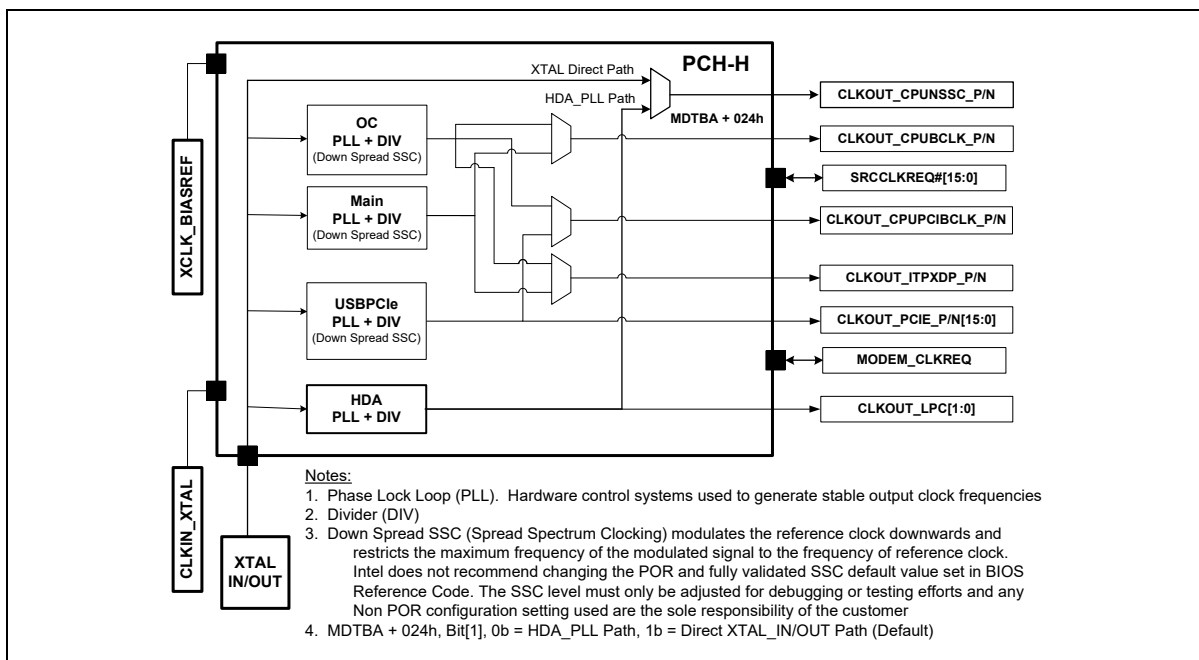 PCH-H
XTAL Direct Path
HDA_PLL Path
MDTBA + 024h
XCLK_BIASREF
OC
PLL + DIV
(Down Spread SSC)
Main
PLL + DIV
(Down Spread SSC)
USBPCIe
PLL + DIV
(Down Spread SSC)
HDA
PLL + DIV
CLKOUT_CPUNSSC_P/N
CLKOUT_CPUBCLK_P/N
SRCCLKREQ#[15:0]
CLKOUT_CPUPCIBCLK_P/N
CLKOUT_ITPXDP_P/N
CLKOUT_PCIE_P/N[15:0]
MODEM_CLKREQ
CLKOUT_LPC[1:0]
CLKIN_XTAL
XTAL
IN/OUT
Notes:
1. Phase Lock Loop (PLL). Hardware control systems used to generate stable output clock frequencies
2. Divider (DIV)
3. Down Spread SSC (Spread Spectrum Clocking) modulates the reference clock downwards and
restricts the maximum frequency of the modulated signal to the frequency of reference clock.
Intel does not recommend changing the POR and fully validated SSC default value set in BIOS
Reference Code. The SSC level must only be adjusted for debugging or testing efforts and any
Non POR configuration setting used are the sole responsibility of the customer
4. MDTBA + 024h, Bit[1], 0b = HDA_PLL Path, 1b = Direct XTAL_IN/OUT Path (Default)